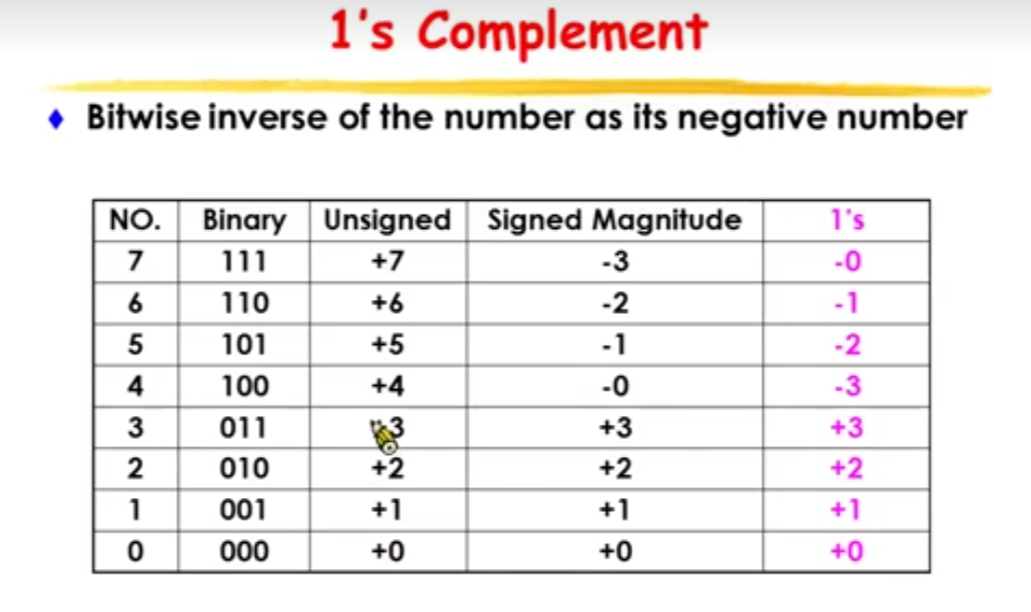 1's Complement
Bitwise inverse of the number as its negative number
NO. Binary Unsigned Signed Magnitude 1's
7 111 +7 -3 -0
6 110 +6 -2 -1
5 101 +5 -1 -2
4 100 +4 -0 -3
3 011 3 +3 +3
2 010 +2 +2 +2
1 001 +1 +1 +1
0 000 +0 +0 +0